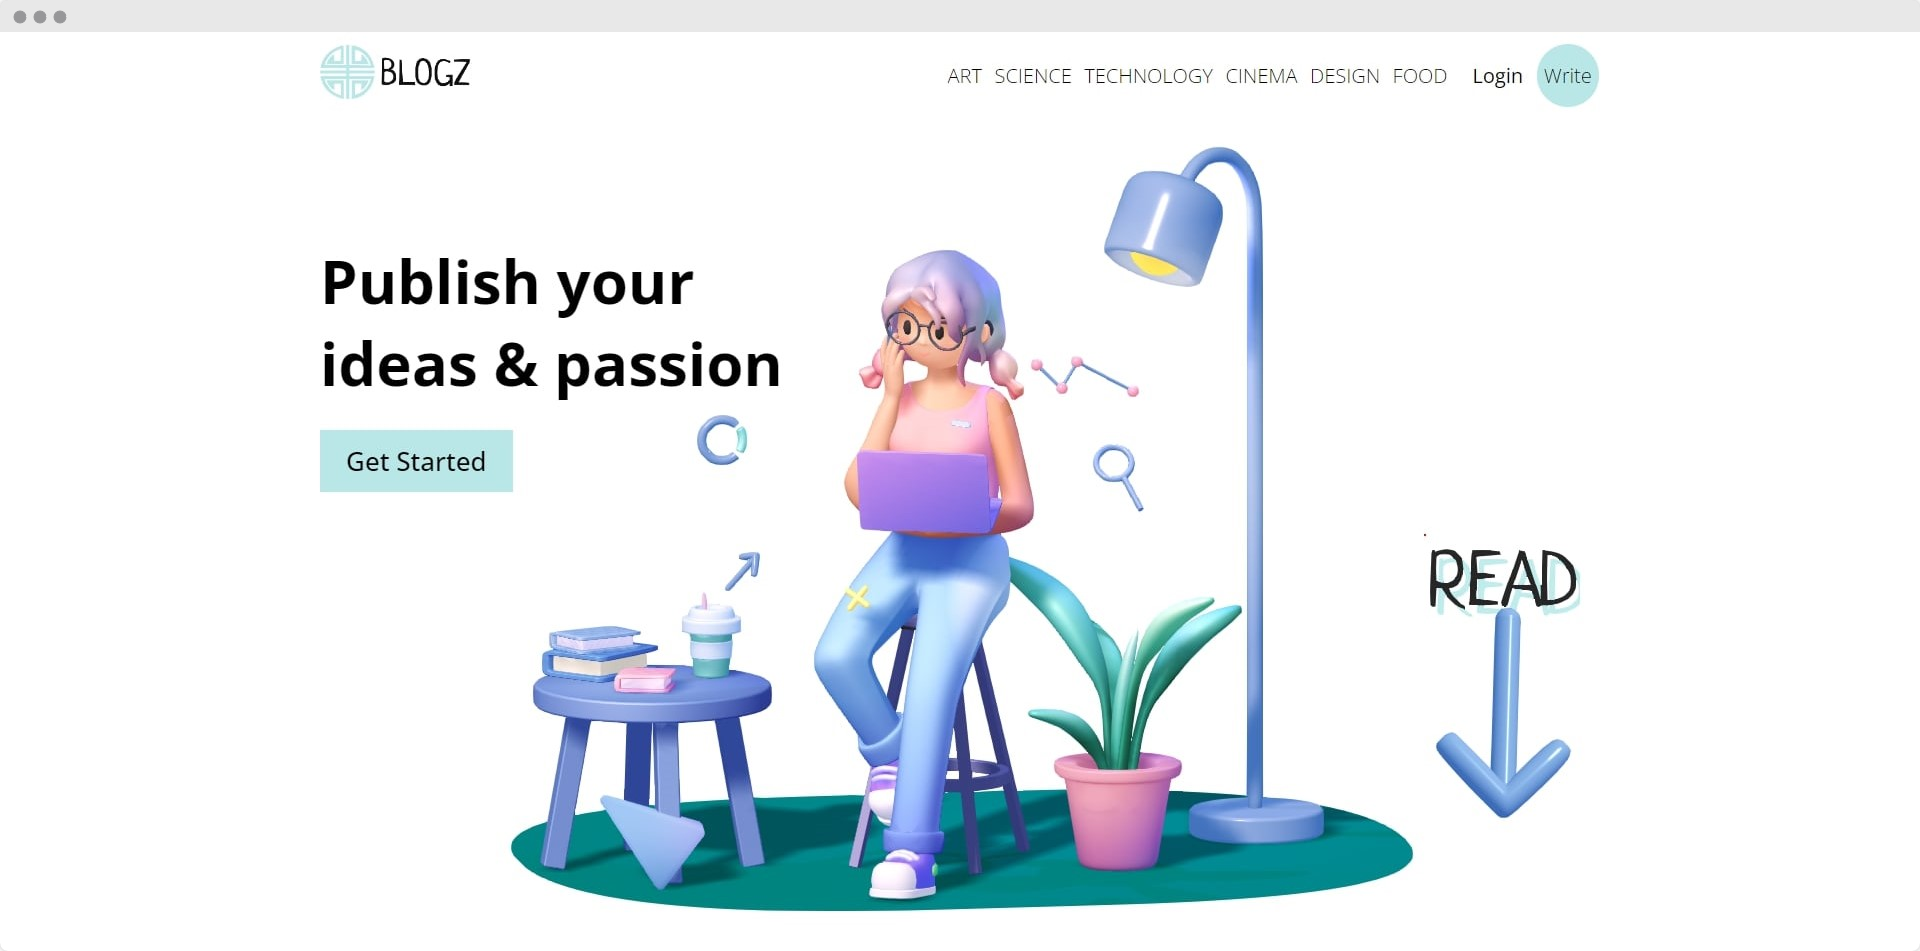 BLOGZ
ART SCIENCE TECHNOLOGY CINEMA DESIGN FOOD Login Write
Publish your
ideas & passion
Get Started
READ